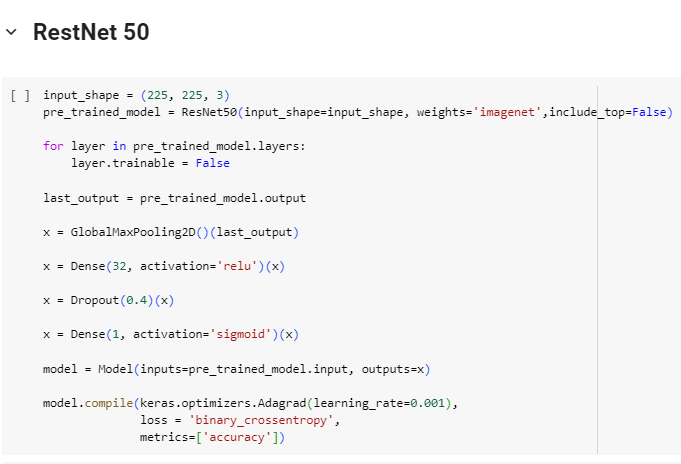 RestNet 50
[ ] input_shape = (225, 225, 3)
pre_trained_model = ResNet50(input_shape=input_shape, weights='imagenet',include_top=False)
for layer in pre_trained_model.layers:
    layer.trainable = False
last_output = pre_trained_model.output
x = GlobalMaxPooling2D()(last_output)
x = Dense(32, activation='relu')(x)
x = Dropout(0.4)(x)
x = Dense(1, activation='sigmoid')(x)
model = Model(inputs=pre_trained_model.input, outputs=x)
model.compile(keras.optimizers.Adagrad(learning_rate=0.001),
              loss = 'binary_crossentropy',
              metrics=['accuracy'])